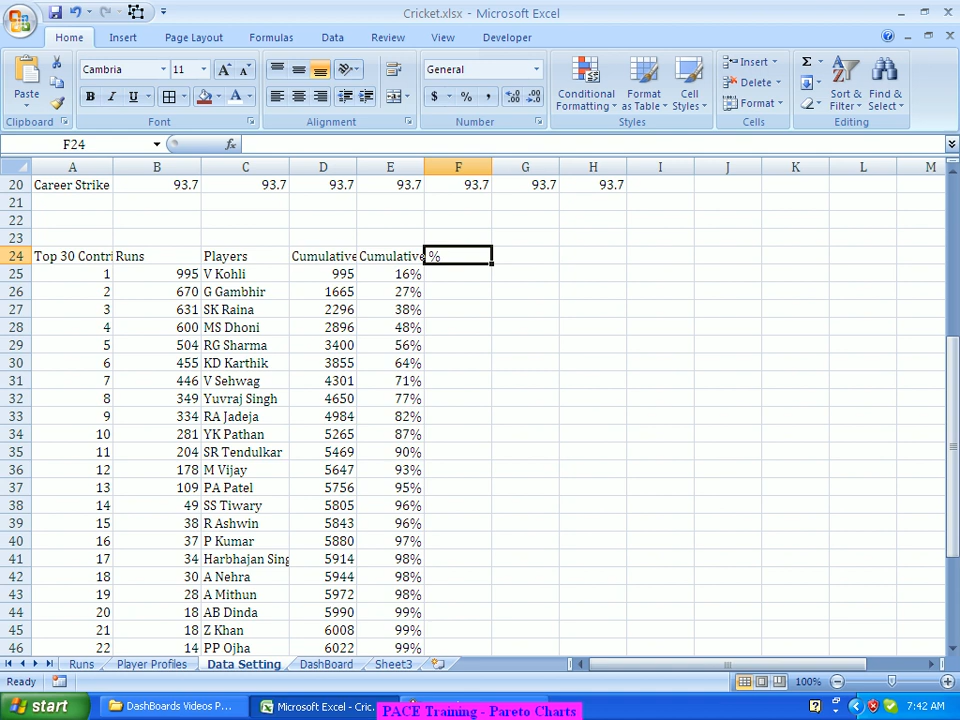 Cricket.xlsx - Microsoft Excel
Home Insert Page Layout Formulas Data Review View Developer
Paste Cambria 11 General Conditional Formatting Format as Table Cell Styles Insert Delete Format Sort & Filter Find & Select
B I U A $ % ,
Clipboard Font Alignment Number Styles Cells Editing
F24 fx
A B C D E F G H I J K L M
20 Career Strike 93.7 93.7 93.7 93.7 93.7 93.7 93.7
21
22
23
24 Top 30 Contri Runs Players Cumulative Cumulative %
25 1 995 V Kohli 995 16%
26 2 670 G Gambhir 1665 27%
27 3 631 SK Raina 2296 38%
28 4 600 MS Dhoni 2896 48%
29 5 504 RG Sharma 3400 56%
30 6 455 KD Karthik 3855 64%
31 7 446 V Sehwag 4301 71%
32 8 349 Yuvraj Singh 4650 77%
33 9 334 RA Jadeja 4984 82%
34 10 281 YK Pathan 5265 87%
35 11 204 SR Tendulkar 5469 90%
36 12 178 M Vijay 5647 93%
37 13 109 PA Patel 5756 95%
38 14 49 SS Tiwary 5805 96%
39 15 38 R Ashwin 5843 96%
40 16 37 P Kumar 5880 97%
41 17 34 Harbhajan Sing 5914 98%
42 18 30 A Nehra 5944 98%
43 19 28 A Mithun 5972 98%
44 20 18 AB Dinda 5990 99%
45 21 18 Z Khan 6008 99%
46 22 14 PP Ojha 6022 99%
Runs Player Profiles Data Setting DashBoard Sheet3
Ready 100%
start DashBoards Videos P... Microsoft Excel - Cric... PACE Training - Pareto Charts 7:42 AM